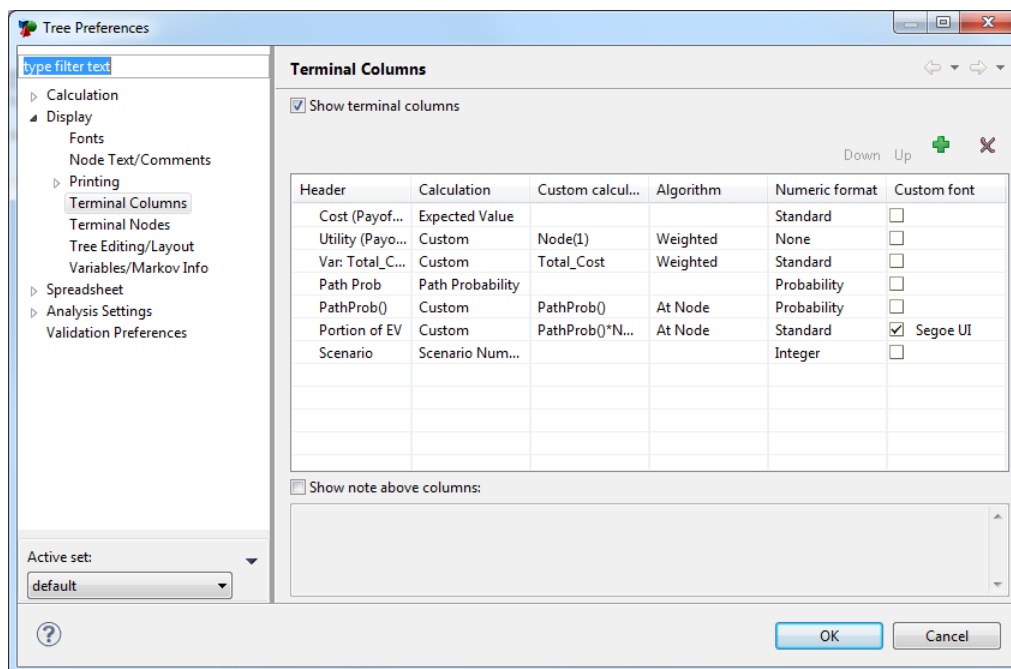 Tree Preferences
type filter text
Calculation
Display
Fonts
Node Text/Comments
Printing
Terminal Columns
Terminal Nodes
Tree Editing/Layout
Variables/Markov Info
Spreadsheet
Analysis Settings
Validation Preferences
Active set:
default
Terminal Columns
Show terminal columns
Down Up
Header Calculation Custom calcul... Algorithm Numeric format Custom font
Cost (Payof... Expected Value Standard
Utility (Payo... Custom Node(1) Weighted None
Var: Total_C... Custom Total_Cost Weighted Standard
Path Prob Path Probability Probability
PathProb() Custom PathProb() At Node Probability
Portion of EV Custom PathProb()*N... At Node Standard Segoe UI
Scenario Scenario Num... Integer
Show note above columns:
?
OK Cancel